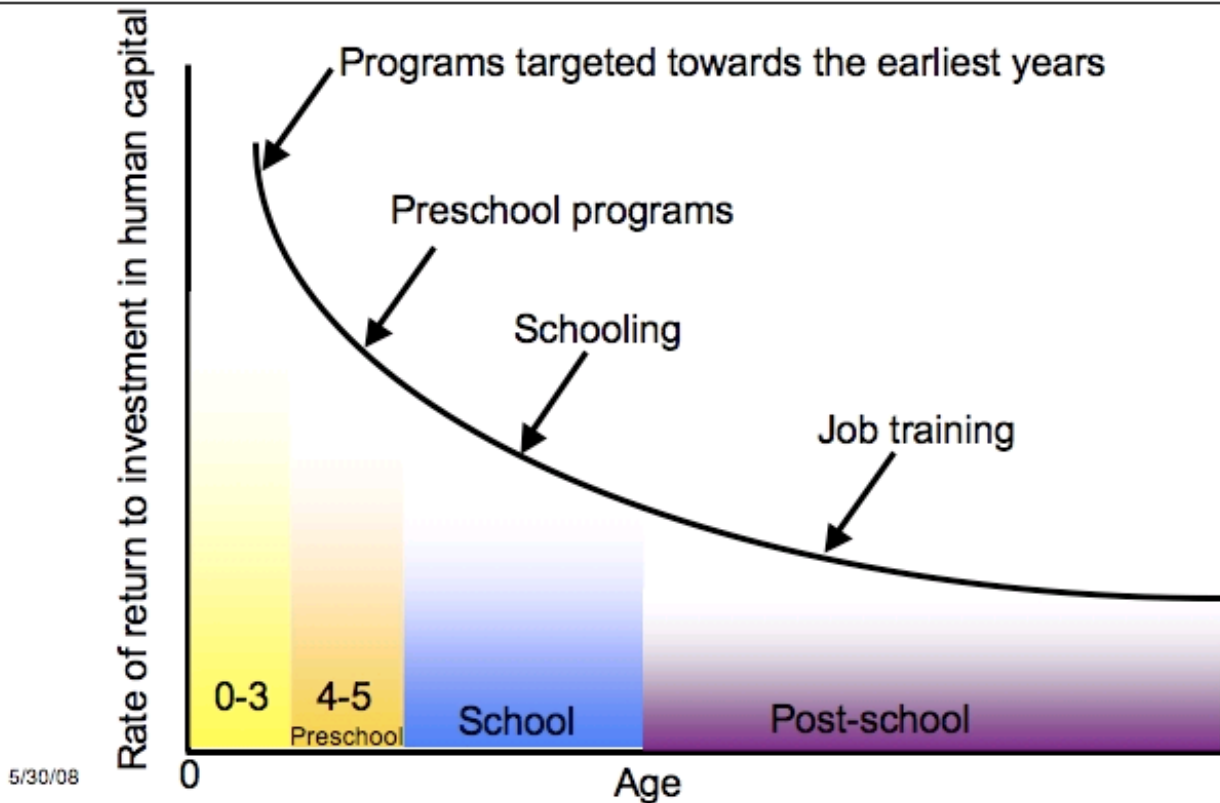 Rate of return to investment in human capital
Programs targeted towards the earliest years
Preschool programs
Schooling
Job training
0-3
4-5
Preschool
School
Post-school
0
Age
5/30/08